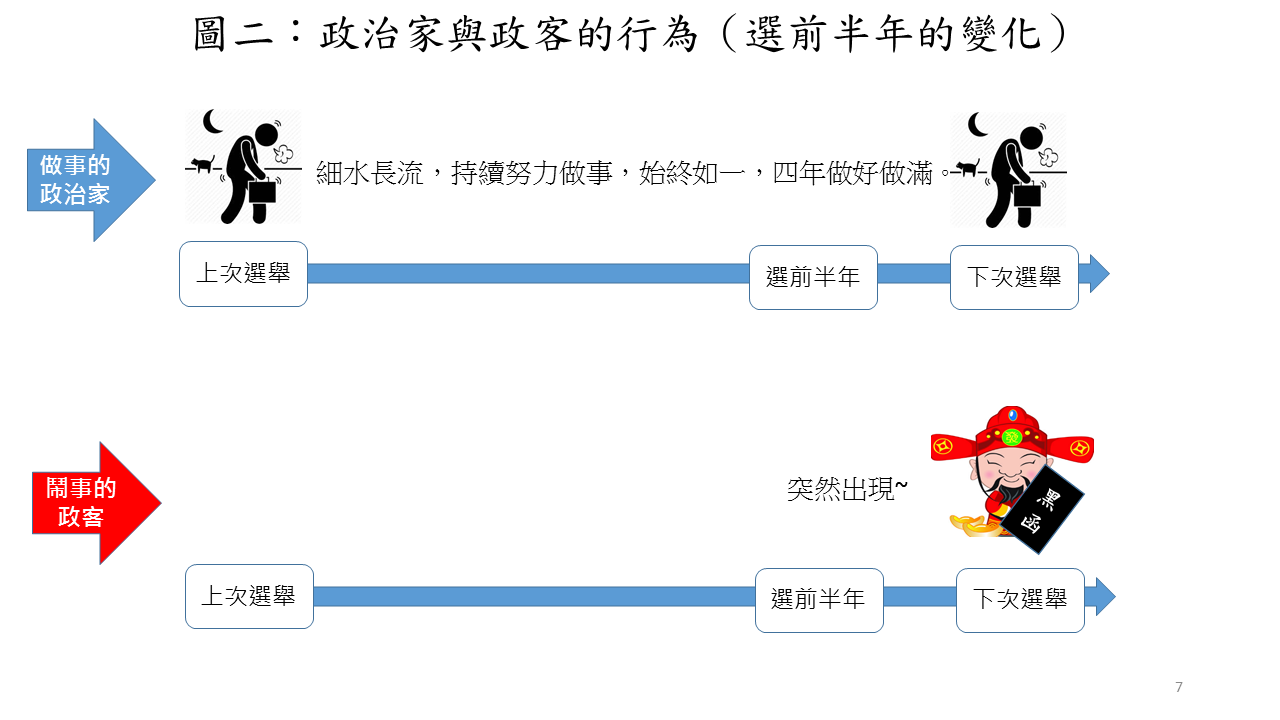 圖二：政治家與政客的行為（選前半年的變化）
做事的
政治家
細水長流，持續努力做事，始終如一，四年做好做滿。
上次選舉
選前半年
下次選舉
鬧事的
政客
突然出現~
黑函
上次選舉
選前半年
下次選舉
7